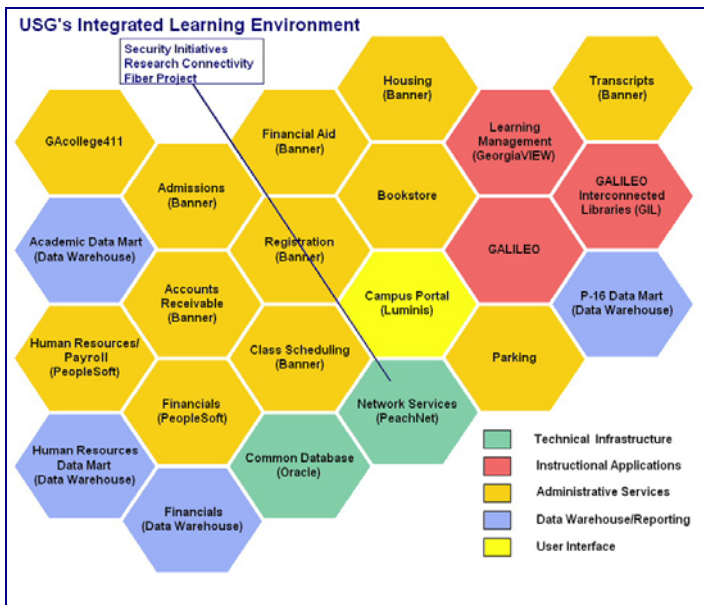 USG's Integrated Learning Environment
Security Initiatives
Research Connectivity
Fiber Project
Housing
(Banner)
Transcripts
(Banner)
GAcollege411
Financial Aid
(Banner)
Learning
Management
(GeorgiaVIEW)
Admissions
(Banner)
Bookstore
GALILEO
Interconnected
Libraries (GIL)
Academic Data Mart
(Data Warehouse)
Registration
(Banner)
GALILEO
Accounts
Receivable
(Banner)
Campus Portal
(Luminis)
P-16 Data Mart
(Data Warehouse)
Human Resources/
Payroll
(PeopleSoft)
Class Scheduling
(Banner)
Parking
Financials
(PeopleSoft)
Network Services
(PeachNet)
Human Resources
Data Mart
(Data Warehouse)
Common Database
(Oracle)
Financials
(Data Warehouse)
Technical Infrastructure
Instructional Applications
Administrative Services
Data Warehouse/Reporting
User Interface